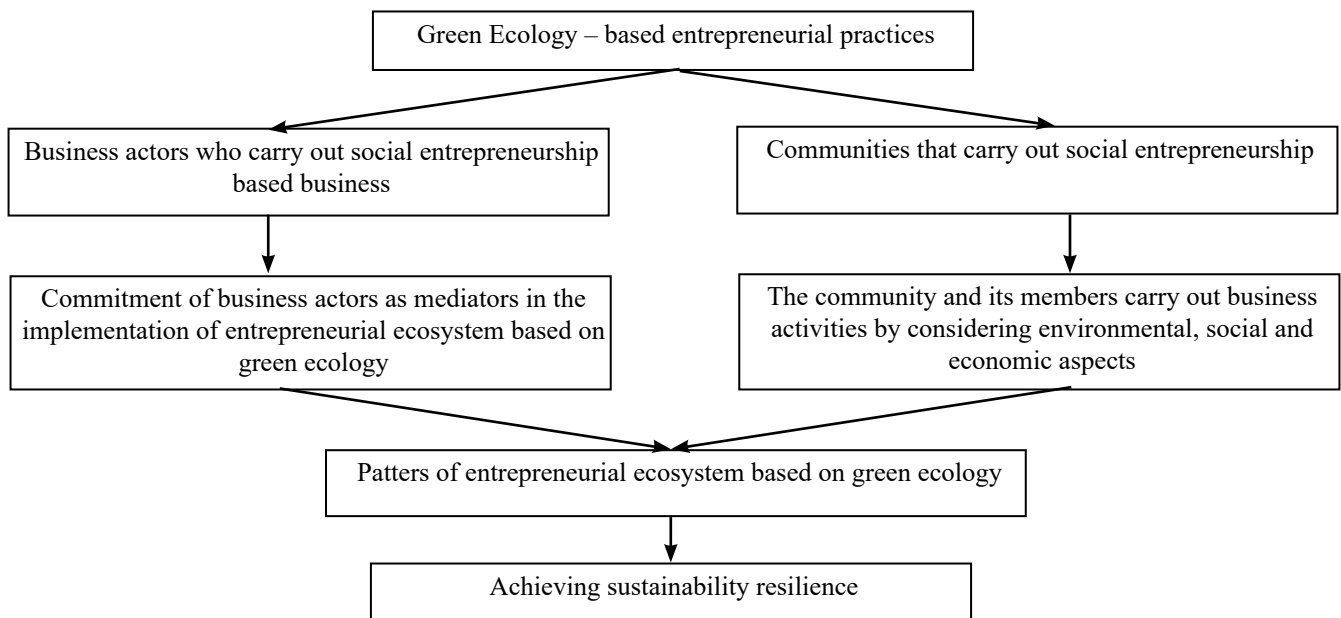 Green Ecology – based entrepreneurial practices
Business actors who carry out social entrepreneurship
based business
Communities that carry out social entrepreneurship
Commitment of business actors as mediators in the
implementation of entrepreneurial ecosystem based on
green ecology
The community and its members carry out business
activities by considering environmental, social and
economic aspects
Patters of entrepreneurial ecosystem based on green ecology
Achieving sustainability resilience